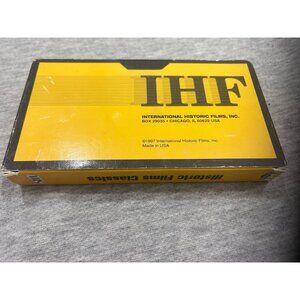 IHF
INTERNATIONAL HISTORIC FILMS, INC.
BOX 29035 • CHICAGO, IL 60629 USA
©1997 International Historic Films, Inc.
Made in USA
Historic Films Classics